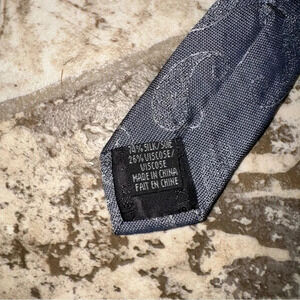 74% SILK/SOIE
26% VISCOSE/
VISCOSE
MADE IN CHINA
FAIT EN CHINE